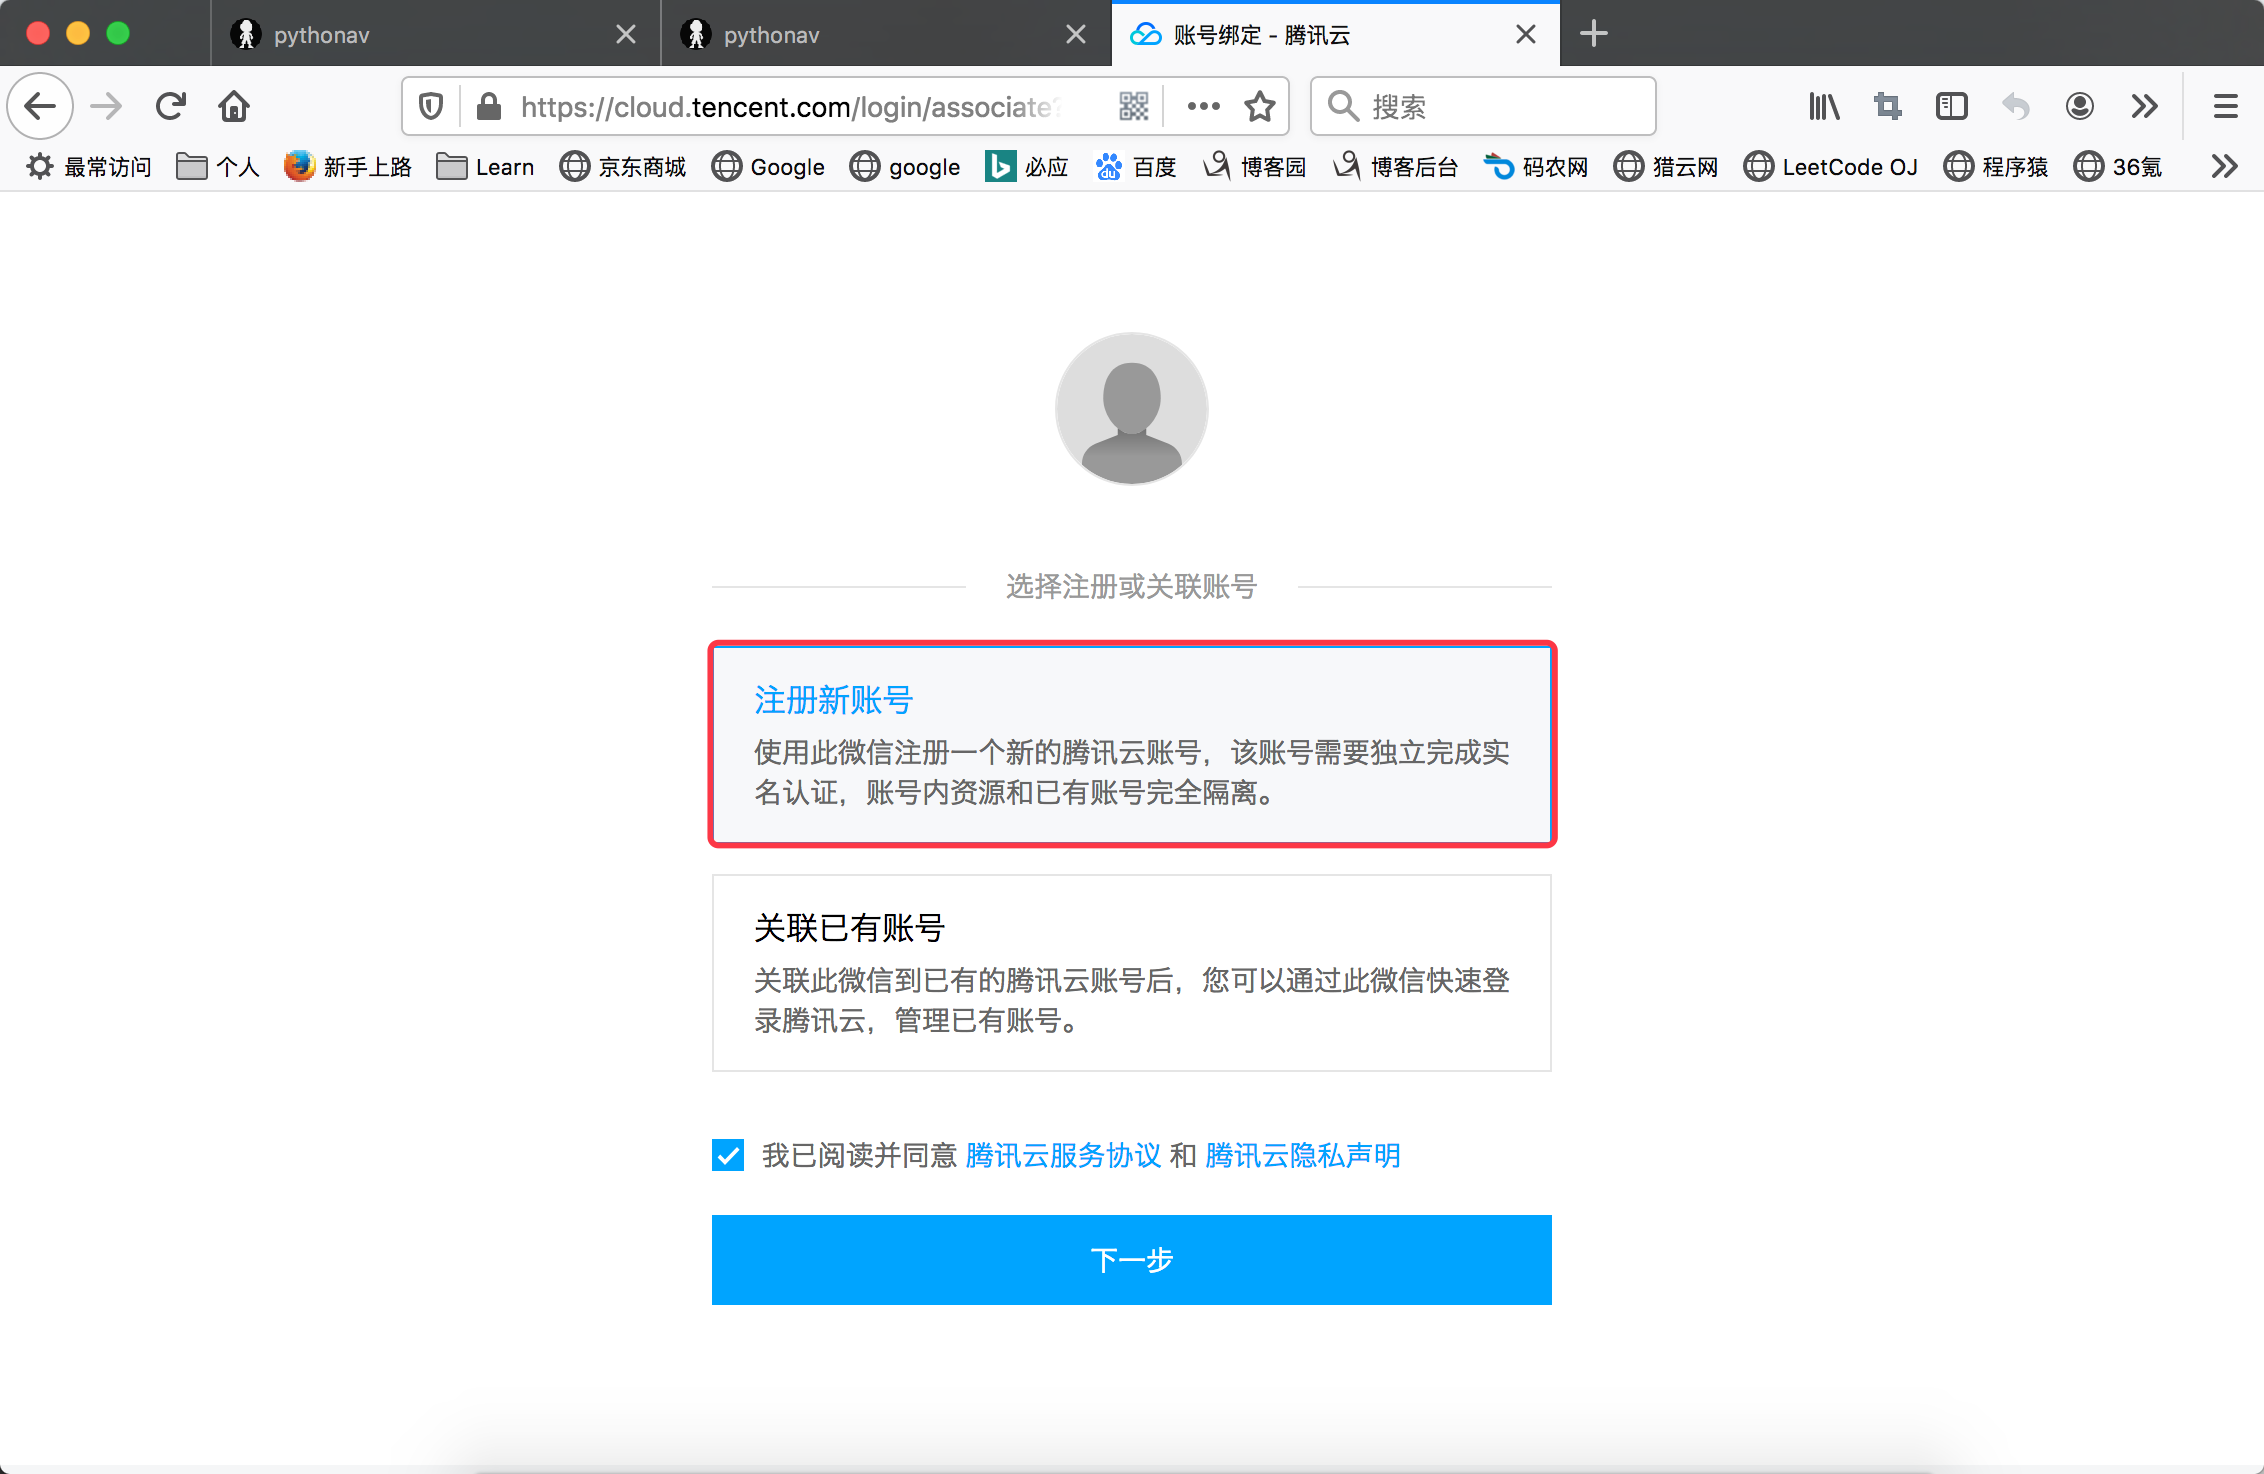 pythonav
pythonav
账号绑定 - 腾讯云
https://cloud.tencent.com/login/associate?
搜索
最常访问 个人 新手上路 Learn 京东商城 Google google 必应 百度 博客园 博客后台 码农网 猎云网 LeetCode OJ 程序猿 36氪
选择注册或关联账号
注册新账号
使用此微信注册一个新的腾讯云账号，该账号需要独立完成实
名认证，账号内资源和已有账号完全隔离。
关联已有账号
关联此微信到已有的腾讯云账号后，您可以通过此微信快速登
录腾讯云，管理已有账号。
我已阅读并同意 腾讯云服务协议 和 腾讯云隐私声明
下一步